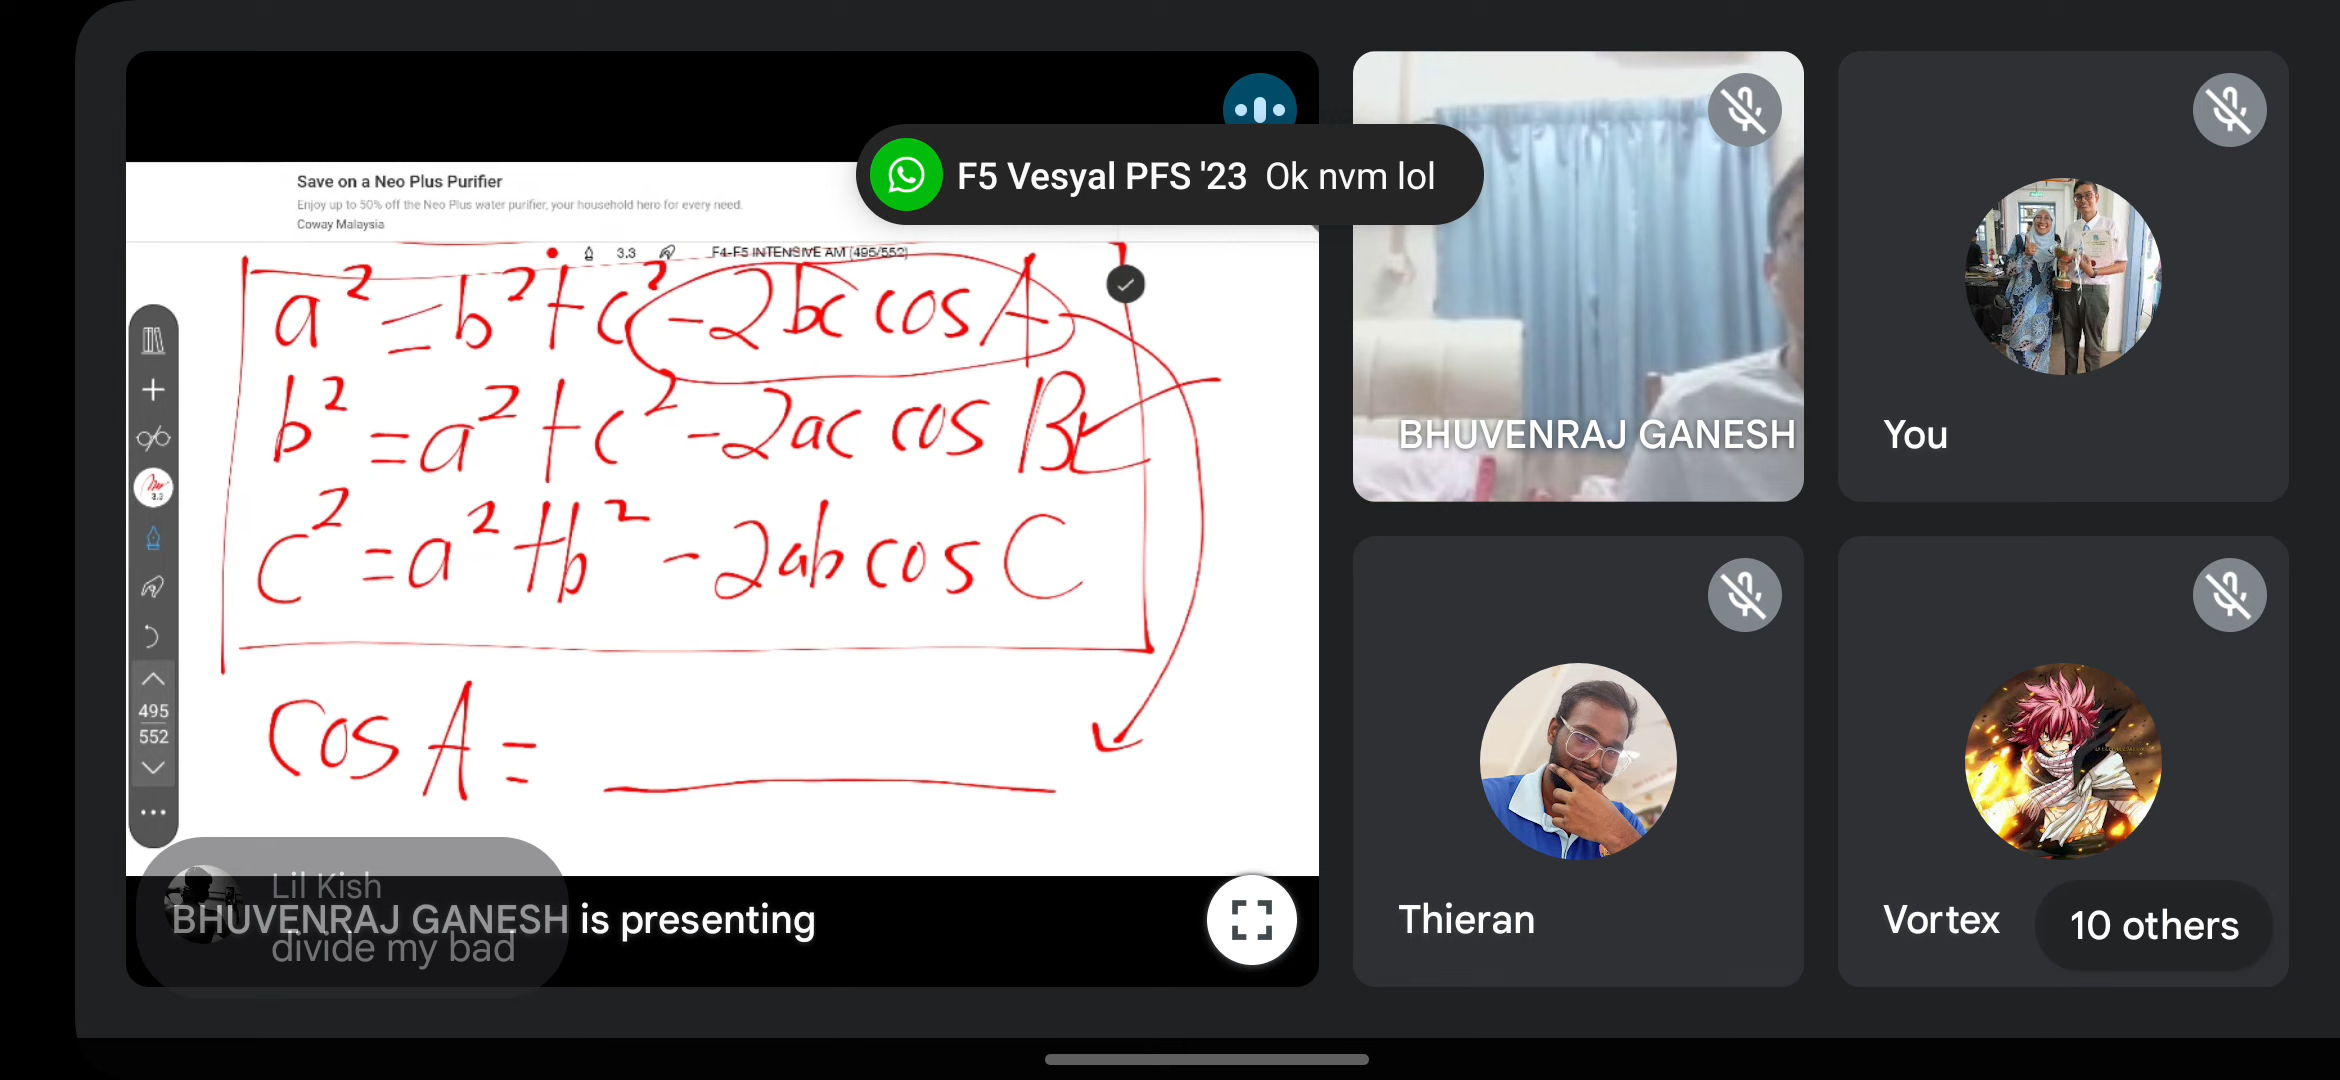 Save on a Neo Plus Purifier
Enjoy up to 50% off the Neo Plus water purifier, your household hero for every need.
Coway Malaysia
F5 Vesyal PFS '23 Ok nvm lol
3.3 F4-F5 INTENSIVE AM (495/552)
a² = b² + c² - 2bc cos A
b² = a² + c² - 2ac cos B
c² = a² + b² - 2ab cos C
cos A =
3.3
495
552
Lil Kish
divide my bad
BHUVENRAJ GANESH is presenting
BHUVENRAJ GANESH
You
Thieran
Vortex
10 others